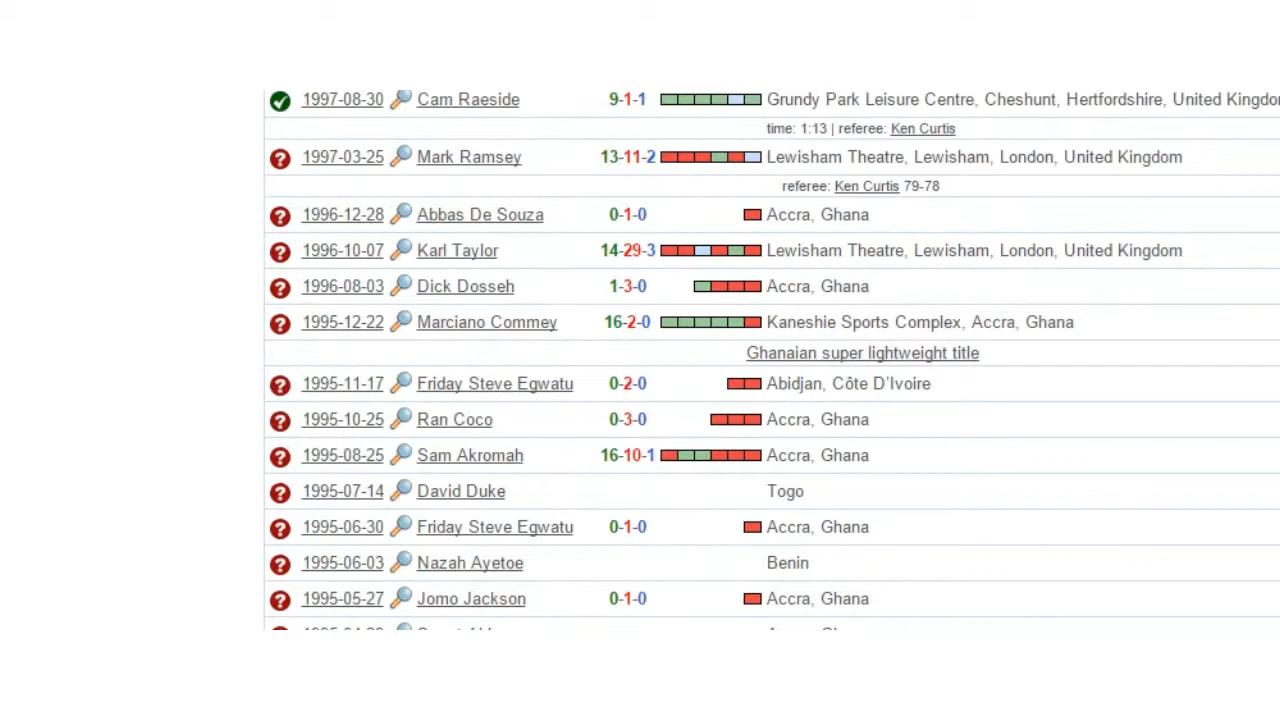 1997-08-30 Cam Raeside 9-1-1 Grundy Park Leisure Centre, Cheshunt, Hertfordshire, United
time: 1:13 | referee: Ken Curtis
1997-03-25 Mark Ramsey 13-11-2 Lewisham Theatre, Lewisham, London, United Kingdom
referee: Ken Curtis 79-78
1996-12-28 Abbas De Souza 0-1-0 Accra, Ghana
1996-10-07 Karl Taylor 14-29-3 Lewisham Theatre, Lewisham, London, United Kingdom
1996-08-03 Dick Dosseh 1-3-0 Accra, Ghana
1995-12-22 Marciano Commey 16-2-0 Kaneshie Sports Complex, Accra, Ghana
Ghanaian super lightweight title
1995-11-17 Friday Steve Egwatu 0-2-0 Abidjan, Côte D'Ivoire
1995-10-25 Ran Coco 0-3-0 Accra, Ghana
1995-08-25 Sam Akromah 16-10-1 Accra, Ghana
1995-07-14 David Duke Togo
1995-06-30 Friday Steve Egwatu 0-1-0 Accra, Ghana
1995-06-03 Nazah Ayetoe Benin
1995-05-27 Jomo Jackson 0-1-0 Accra, Ghana